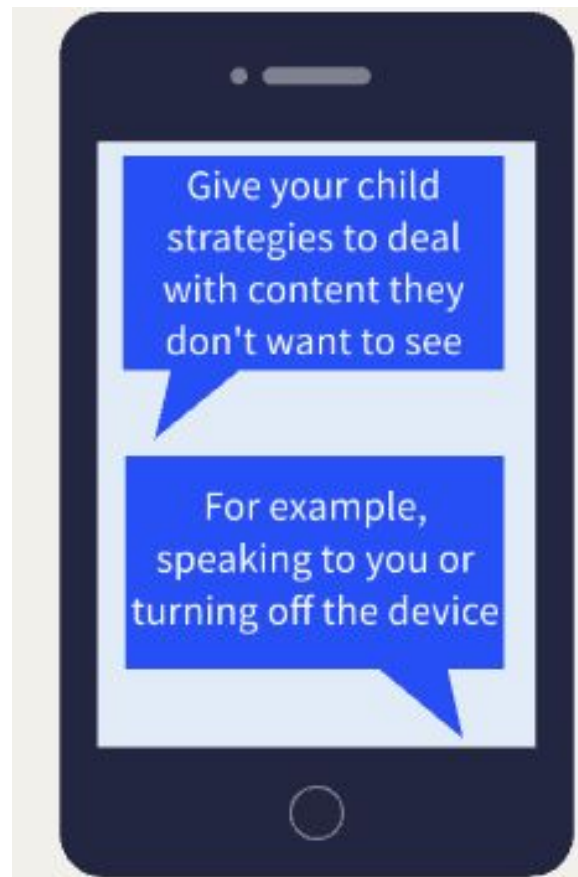 Give your child
strategies to deal
with content they
don't want to see
For example,
speaking to you or
turning off the device